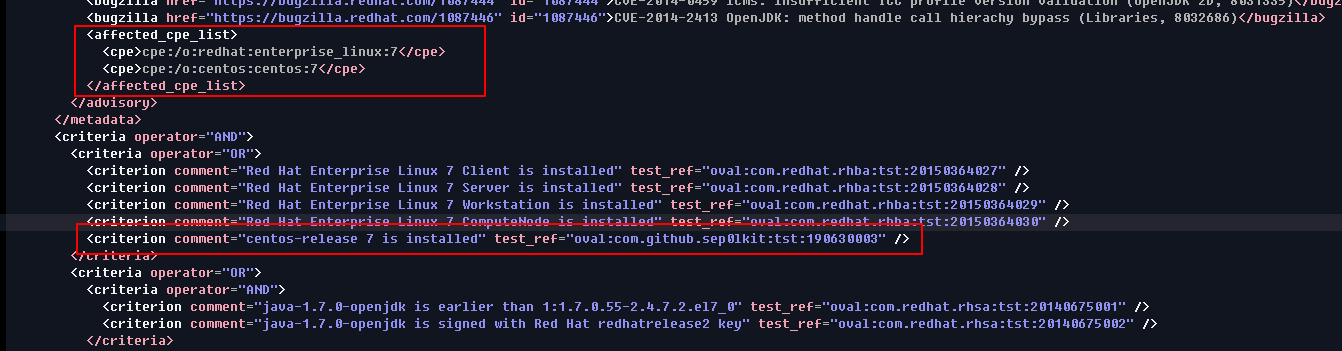 <bugzilla href="https://bugzilla.redhat.com/1087444" id="1087444">CVE-2014-0459 lcms: insufficient ICC profile version validation (OpenJDK 2D, 8031335)</bugz
<bugzilla href="https://bugzilla.redhat.com/1087446" id="1087446">CVE-2014-2413 OpenJDK: method handle call hierachy bypass (Libraries, 8032686)</bugzilla>
<affected_cpe_list>
<cpe>cpe:/o:redhat:enterprise_linux:7</cpe>
<cpe>cpe:/o:centos:centos:7</cpe>
</affected_cpe_list>
</advisory>
</metadata>
<criteria operator="AND">
<criteria operator="OR">
<criterion comment="Red Hat Enterprise Linux 7 Client is installed" test_ref="oval:com.redhat.rhba:tst:20150364027" />
<criterion comment="Red Hat Enterprise Linux 7 Server is installed" test_ref="oval:com.redhat.rhba:tst:20150364028" />
<criterion comment="Red Hat Enterprise Linux 7 Workstation is installed" test_ref="oval:com.redhat.rhba:tst:20150364029" />
<criterion comment="Red Hat Enterprise Linux 7 ComputeNode is installed" test_ref="oval:com.redhat.rhba:tst:20150364030" />
<criterion comment="centos-release 7 is installed" test_ref="oval:com.github.sep0lkit:tst:190630003" />
</criteria>
<criteria operator="OR">
<criteria operator="AND">
<criterion comment="java-1.7.0-openjdk is earlier than 1:1.7.0.55-2.4.7.2.el7_0" test_ref="oval:com.redhat.rhsa:tst:20140675001" />
<criterion comment="java-1.7.0-openjdk is signed with Red Hat redhatrelease2 key" test_ref="oval:com.redhat.rhsa:tst:20140675002" />
</criteria>